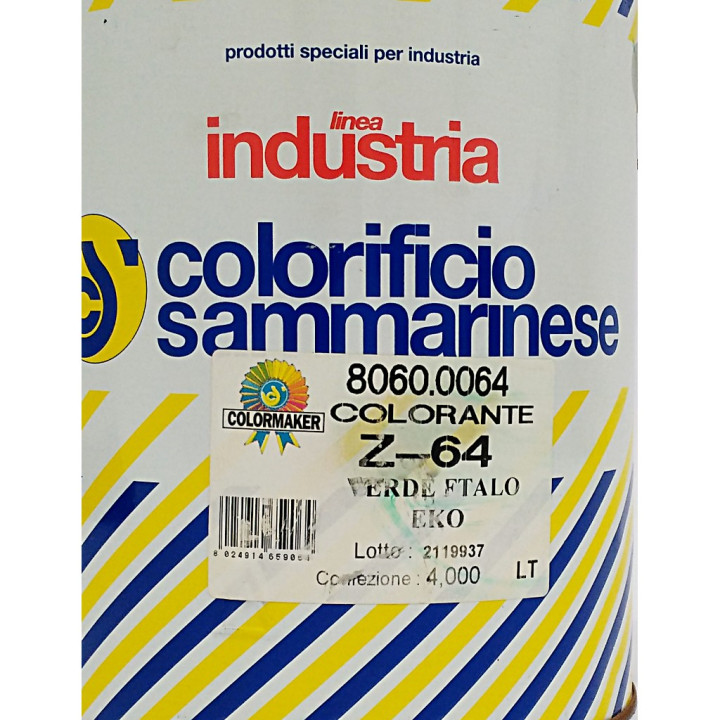 prodotti speciali per industria
linea
industria
colorificio
sammarinese
8060.0064
COLORMAKER
COLORANTE
Z-64
VERDE FTALO
EKO
Lotto : 2119937
Confezione : 4,000 LT